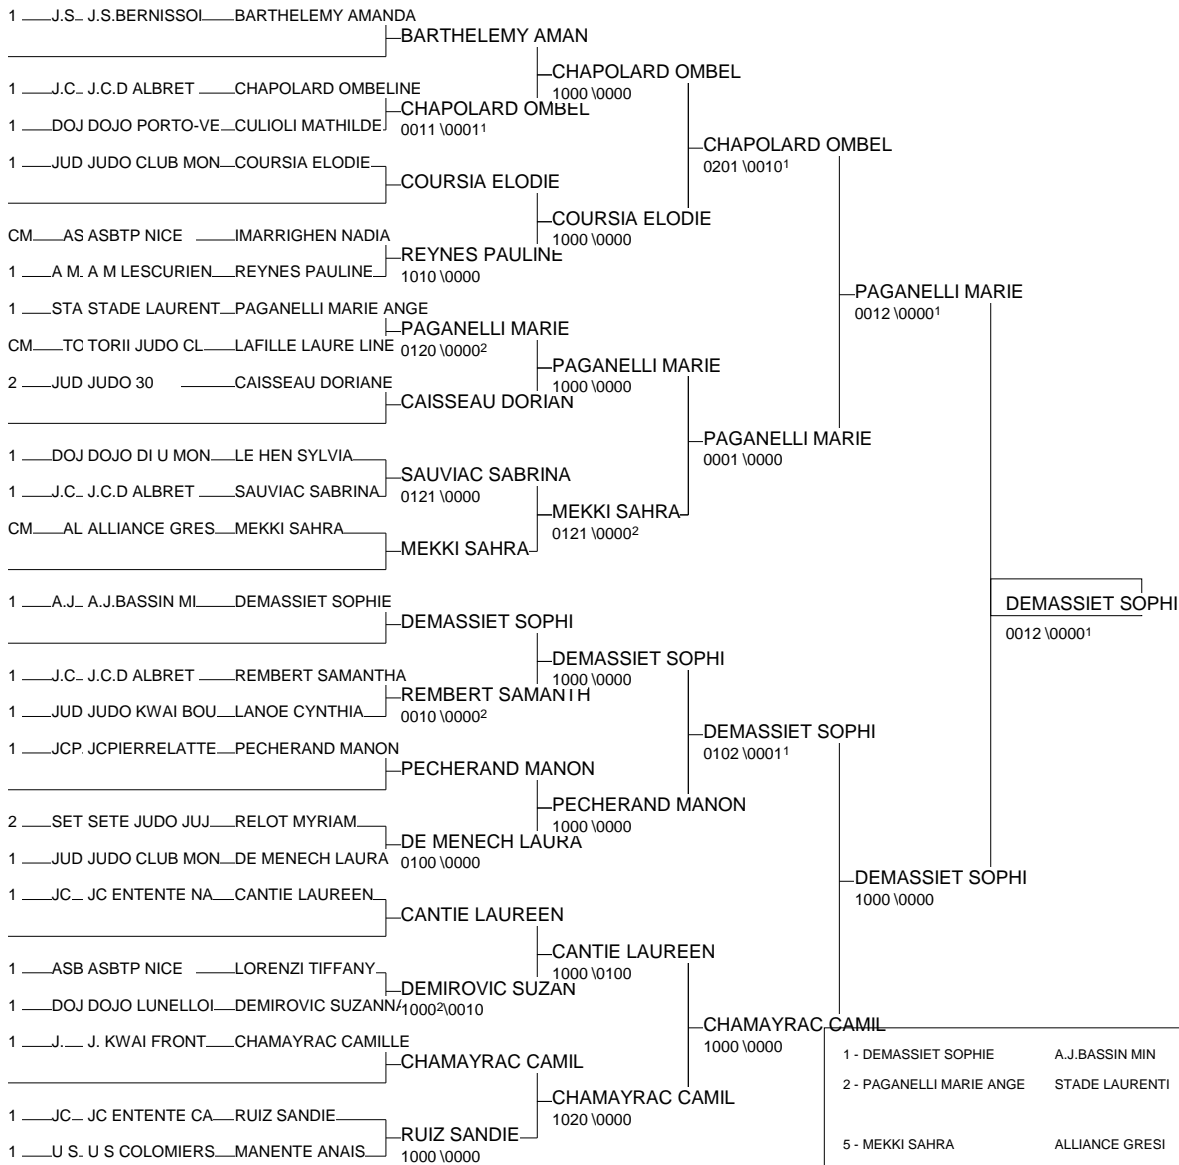 1 J.S J.S.BERNISSOI BARTHELEMY AMANDA
BARTHELEMY AMAN
CHAPOLARD OMBEL
1000 \0000
1 J.C J.C.D ALBRET CHAPOLARD OMBELINE
CHAPOLARD OMBEL
0011 \0001¹
1 DOJ DOJO PORTO-VE CULIOLI MATHILDE
CHAPOLARD OMBEL
0201 \0010¹
1 JUD JUDO CLUB MON COURSIA ELODIE
COURSIA ELODIE
COURSIA ELODIE
1000 \0000
CM AS ASBTP NICE IMARRIGHEN NADIA
REYNES PAULINE
1010 \0000
1 A M A M LESCURIEN REYNES PAULINE
PAGANELLI MARIE
0012 \0000¹
1 STA STADE LAURENT PAGANELLI MARIE ANGE
PAGANELLI MARIE
0120 \0000²
CM TO TORII JUDO CL LAFILLE LAURE LINE
PAGANELLI MARIE
1000 \0000
2 JUD JUDO 30 CAISSEAU DORIANE
CAISSEAU DORIAN
PAGANELLI MARIE
0001 \0000
1 DOJ DOJO DI U MON LE HEN SYLVIA
SAUVIAC SABRINA
0121 \0000
1 J.C J.C.D ALBRET SAUVIAC SABRINA
MEKKI SAHRA
0121 \0000²
CM AL ALLIANCE GRES MEKKI SAHRA
MEKKI SAHRA
1 A.J A.J.BASSIN MI DEMASSIET SOPHIE
DEMASSIET SOPHI
0012 \0000¹
DEMASSIET SOPHI
DEMASSIET SOPHI
1000 \0000
1 J.C J.C.D ALBRET REMBERT SAMANTHA
REMBERT SAMANTH
0010 \0000²
1 JUD JUDO KWAI BOU LANOE CYNTHIA
DEMASSIET SOPHI
0102 \0001¹
1 JCP JCPIERRELATTE PECHERAND MANON
PECHERAND MANON
PECHERAND MANON
1000 \0000
2 SET SETE JUDO JUJ RELOT MYRIAM
DE MENECH LAURA
0100 \0000
1 JUD JUDO CLUB MON DE MENECH LAURA
DEMASSIET SOPHI
1000 \0000
1 JC JC ENTENTE NA CANTIE LAUREEN
CANTIE LAUREEN
CANTIE LAUREEN
1000 \0100
1 ASB ASBTP NICE LORENZI TIFFANY
DEMIROVIC SUZAN
1000²\0010
1 DOJ DOJO LUNELLOI DEMIROVIC SUZANNA
CHAMAYRAC CAMIL
1000 \0000
1 J. J. KWAI FRONT CHAMAYRAC CAMILLE
CHAMAYRAC CAMIL
CHAMAYRAC CAMIL
1020 \0000
1 JC JC ENTENTE CA RUIZ SANDIE
RUIZ SANDIE
1000 \0000
1 U S U S COLOMIERS MANENTE ANAIS
1 - DEMASSIET SOPHIE A.J.BASSIN MIN
2 - PAGANELLI MARIE ANGE STADE LAURENTI
5 - MEKKI SAHRA ALLIANCE GRESI